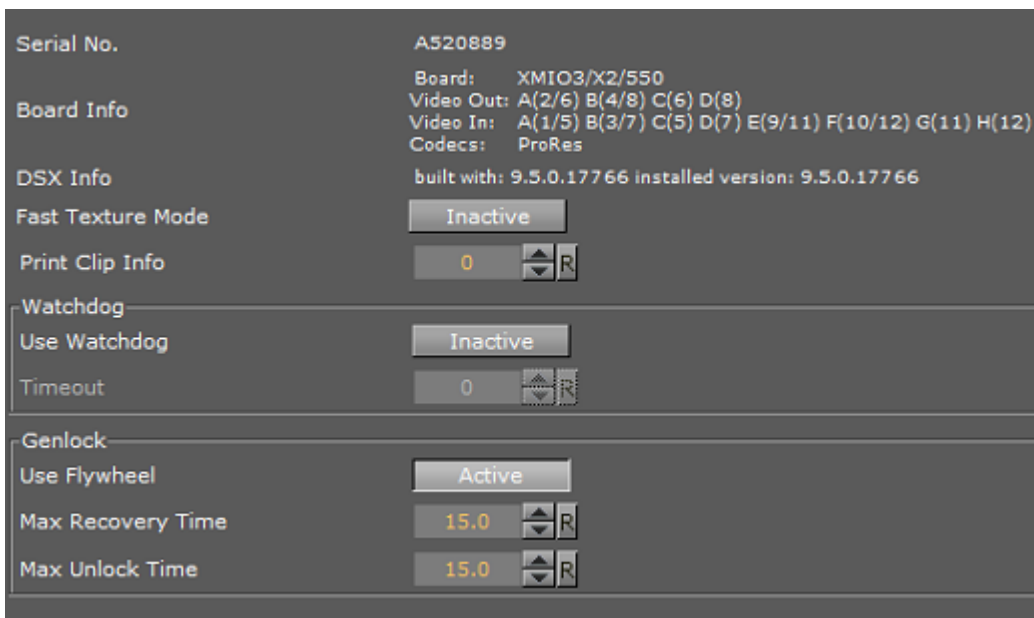 Serial No. A520889
Board Info
Board: XMIO3/X2/550
Video Out: A(2/6) B(4/8) C(6) D(8)
Video In: A(1/5) B(3/7) C(5) D(7) E(9/11) F(10/12) G(11) H(12)
Codecs: ProRes
DSX Info built with: 9.5.0.17766 installed version: 9.5.0.17766
Fast Texture Mode Inactive
Print Clip Info 0 R
Watchdog
Use Watchdog Inactive
Timeout 0 R
Genlock
Use Flywheel Active
Max Recovery Time 15.0 R
Max Unlock Time 15.0 R